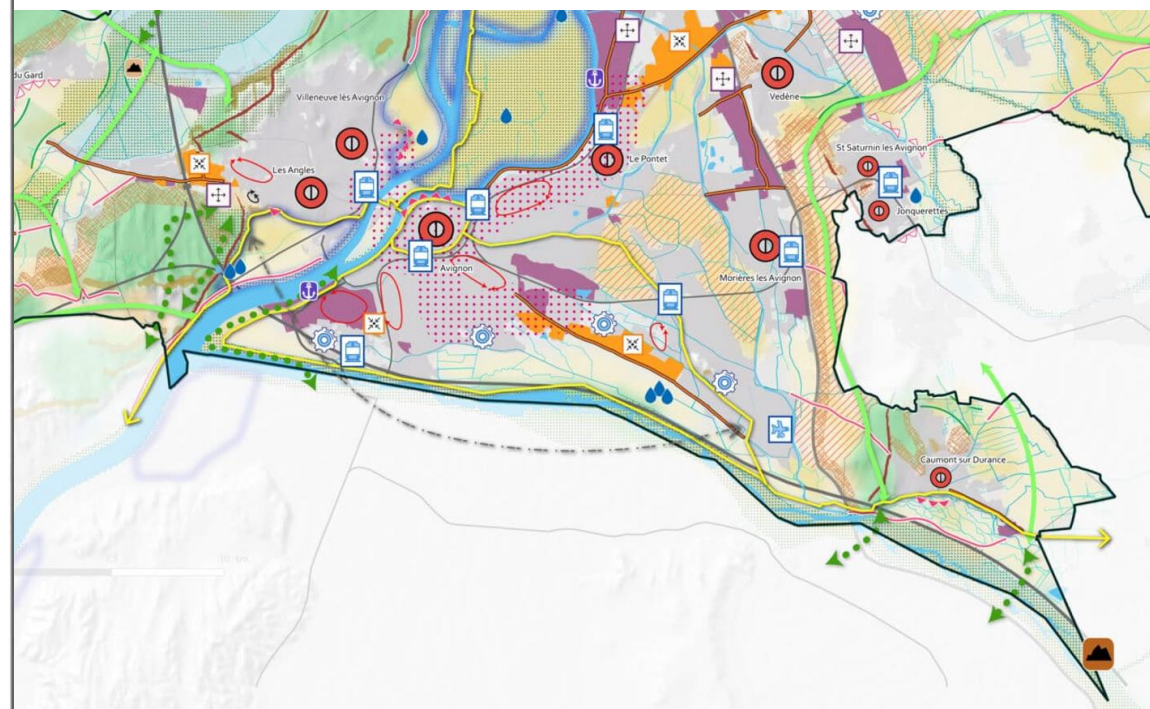 du Gard
Villeneuve lès Avignon
Vedène
St Saturnin les Avignon
Le Pontet
Les Angles
Jonquerettes
Avignon
Morières les Avignon
Caumont sur Durance